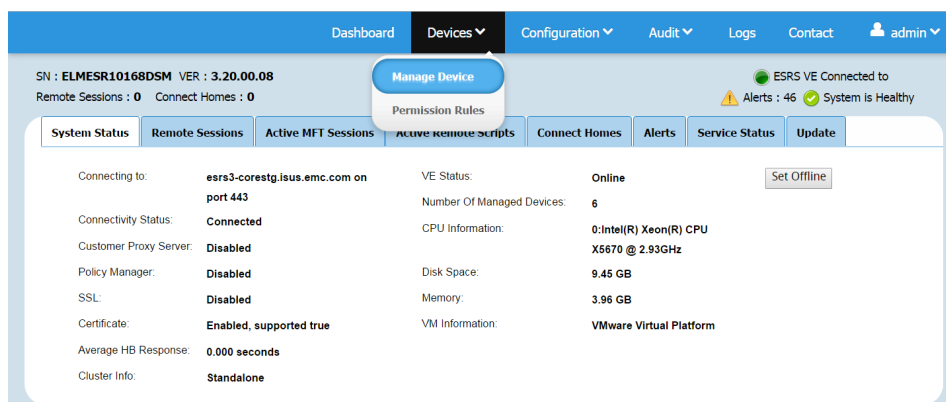 Dashboard Devices Configuration Audit Logs Contact admin
SN : ELMESR10168DSM VER : 3.20.00.08
Manage Device
ESRS VE Connected to
Remote Sessions : 0 Connect Homes : 0
Permission Rules
Alerts : 46 System is Healthy
System Status Remote Sessions Active MFT Sessions Active Remote Scripts Connect Homes Alerts Service Status Update
Connecting to: esrs3-corestg.isus.emc.com on
port 443
VE Status: Online
Set Offline
Number Of Managed Devices: 6
Connectivity Status: Connected
CPU Information: 0:Intel(R) Xeon(R) CPU
X5670 @ 2.93GHz
Customer Proxy Server: Disabled
Policy Manager: Disabled
Disk Space: 9.45 GB
SSL: Disabled
Memory: 3.96 GB
Certificate: Enabled, supported true
VM Information: VMware Virtual Platform
Average HB Response: 0.000 seconds
Cluster Info: Standalone